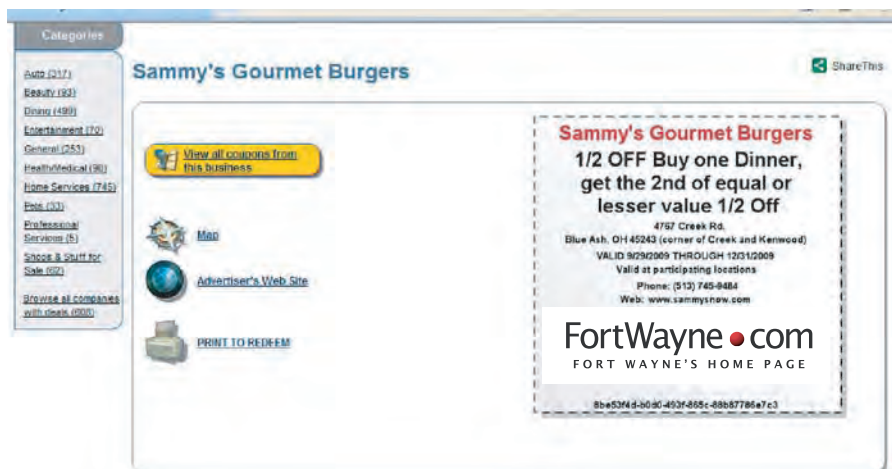 Categories
Auto (317)
Beauty (93)
Dining (499)
Entertainment (70)
General (253)
Health/Medical (90)
Home Services (745)
Pets (33)
Professional
Services (5)
Shops & Stuff for
Sale (62)
Browse all companies
with deals (606)
Sammy's Gourmet Burgers
ShareThis
View all coupons from
this business
Map
Advertiser's Web Site
PRINT TO REDEEM
Sammy's Gourmet Burgers
1/2 OFF Buy one Dinner,
get the 2nd of equal or
lesser value 1/2 Off
4767 Creek Rd.
Blue Ash, OH 45243 (corner of Creek and Kenwood)
VALID 9/29/2009 THROUGH 12/31/2009
Valid at participating locations
Phone: (513) 745-9484
Web: www.sammysnow.com
FortWayne.com
FORT WAYNE'S HOME PAGE